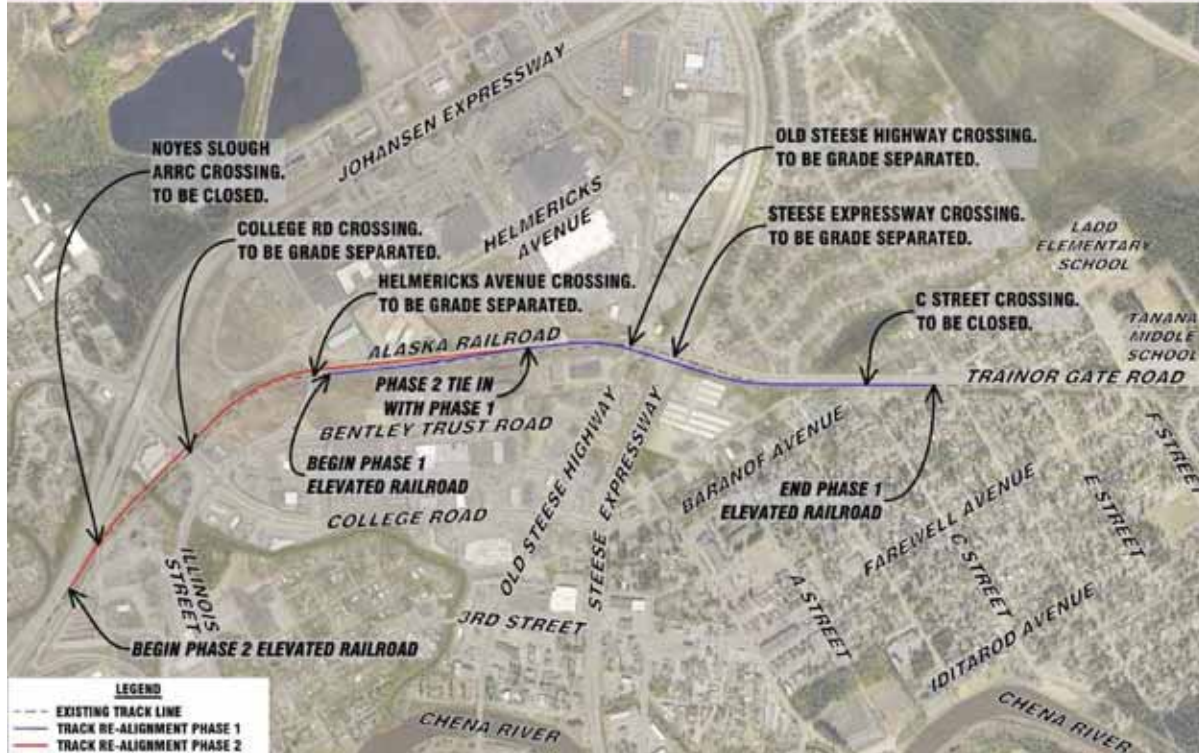 JOHANSEN EXPRESSWAY
NOYES SLOUGH
ARRC CROSSING.
TO BE CLOSED.
OLD STEESE HIGHWAY CROSSING.
TO BE GRADE SEPARATED.
COLLEGE RD CROSSING.
TO BE GRADE SEPARATED.
HELMERICKS
AVENUE
STEESE EXPRESSWAY CROSSING.
TO BE GRADE SEPARATED.
LADD
ELEMENTARY
SCHOOL
HELMERICKS AVENUE CROSSING.
TO BE GRADE SEPARATED.
C STREET CROSSING.
TO BE CLOSED.
TANANA
MIDDLE
SCHOOL
ALASKA RAILROAD
TRAINOR GATE ROAD
PHASE 2 TIE IN
WITH PHASE 1
BENTLEY TRUST ROAD
BEGIN PHASE 1
ELEVATED RAILROAD
COLLEGE ROAD
OLD STEESE HIGHWAY
STEESE EXPRESSWAY
BARANOF AVENUE
END PHASE 1
ELEVATED RAILROAD
FAREWELL AVENUE
F STREET
E STREET
C STREET
A STREET
IDITAROD AVENUE
ILLINOIS
STREET
3RD STREET
BEGIN PHASE 2 ELEVATED RAILROAD
CHENA RIVER
CHENA RIVER
LEGEND
EXISTING TRACK LINE
TRACK RE-ALIGNMENT PHASE 1
TRACK RE-ALIGNMENT PHASE 2